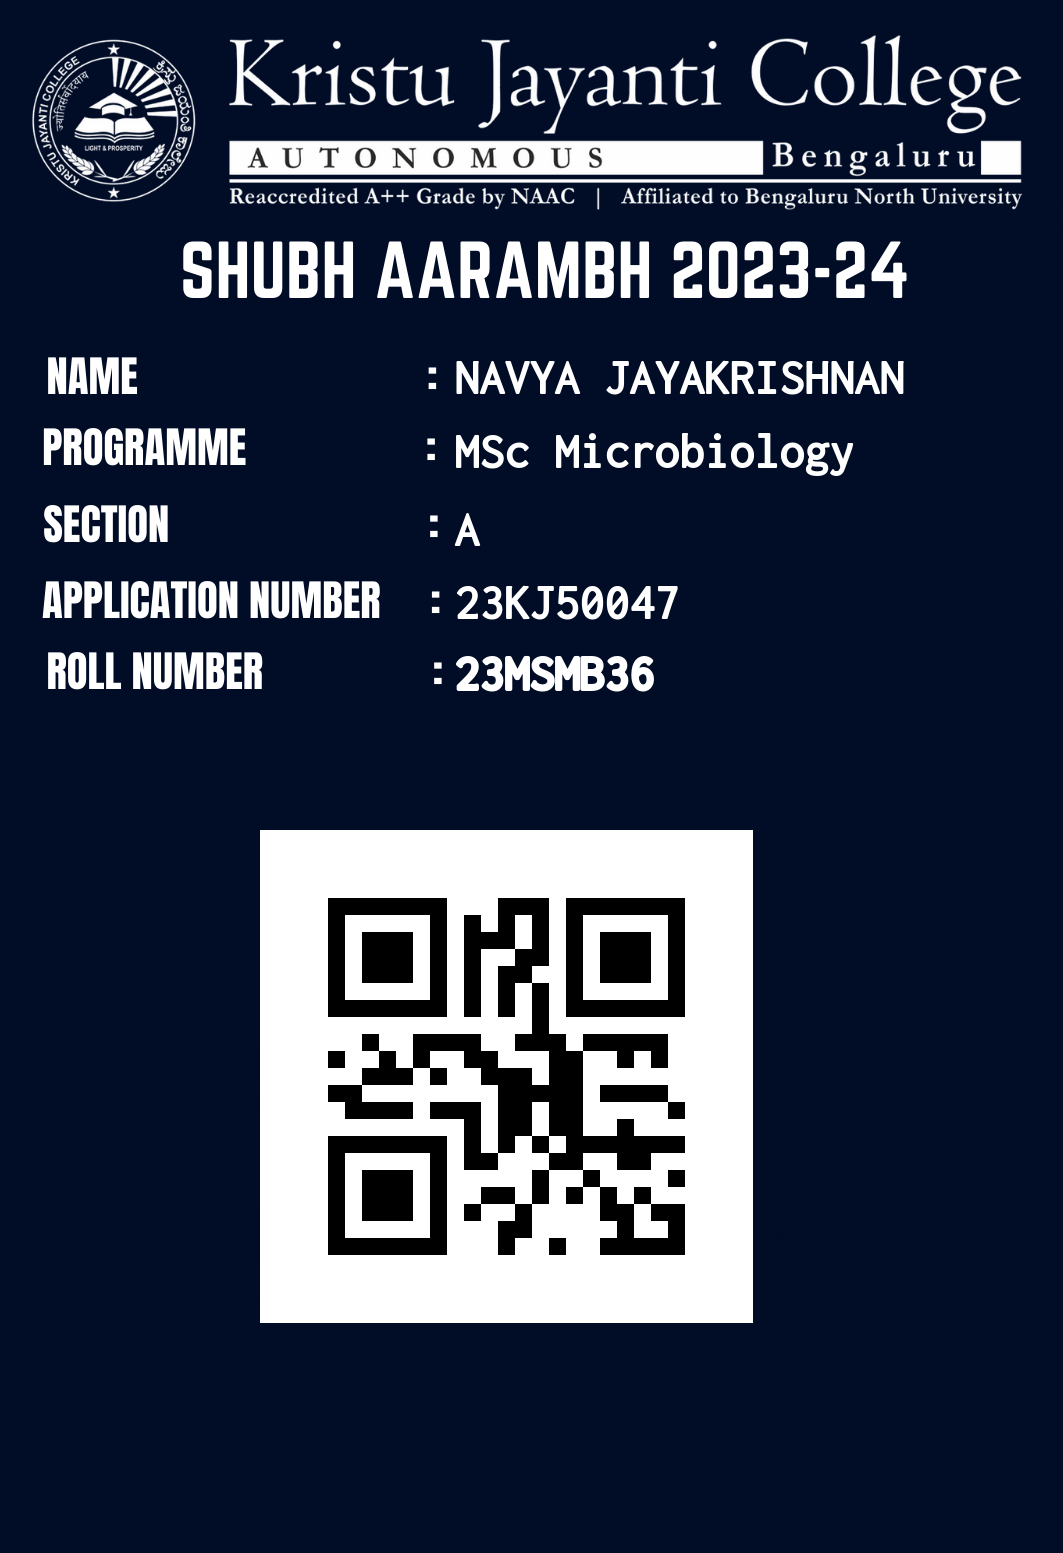 Kristu Jayanti College
AUTONOMOUS Bengaluru
Reaccredited A++ Grade by NAAC | Affiliated to Bengaluru North University
KRISTU JAYANTI COLLEGE
LIGHT & PROSPERITY
SHUBH AARAMBH 2023-24
NAME : NAVYA JAYAKRISHNAN
PROGRAMME : MSc Microbiology
SECTION : A
APPLICATION NUMBER : 23KJ50047
ROLL NUMBER : 23MSMB36